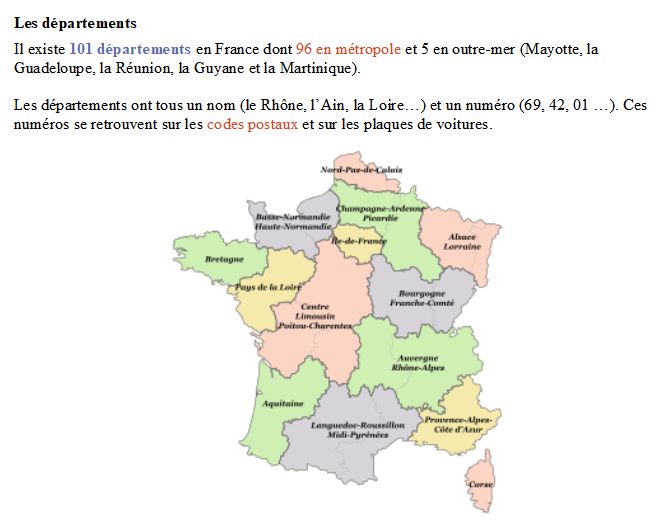 Les départements
Il existe 101 départements en France dont 96 en métropole et 5 en outre-mer (Mayotte, la
Guadeloupe, la Réunion, la Guyane et la Martinique).
Les départements ont tous un nom (le Rhône, l'Ain, la Loire…) et un numéro (69, 42, 01 …). Ces
numéros se retrouvent sur les codes postaux et sur les plaques de voitures.
Nord-Pas-de-Calais
Champagne-Ardenne
Picardie
Basse-Normandie
Haute-Normandie
Île-de-France
Alsace
Lorraine
Bretagne
Pays de la Loire
Bourgogne
Franche-Comté
Centre
Limousin
Poitou-Charentes
Auvergne
Rhône-Alpes
Aquitaine
Languedoc-Roussillon
Midi-Pyrénées
Provence-Alpes-
Côte d'Azur
Corse